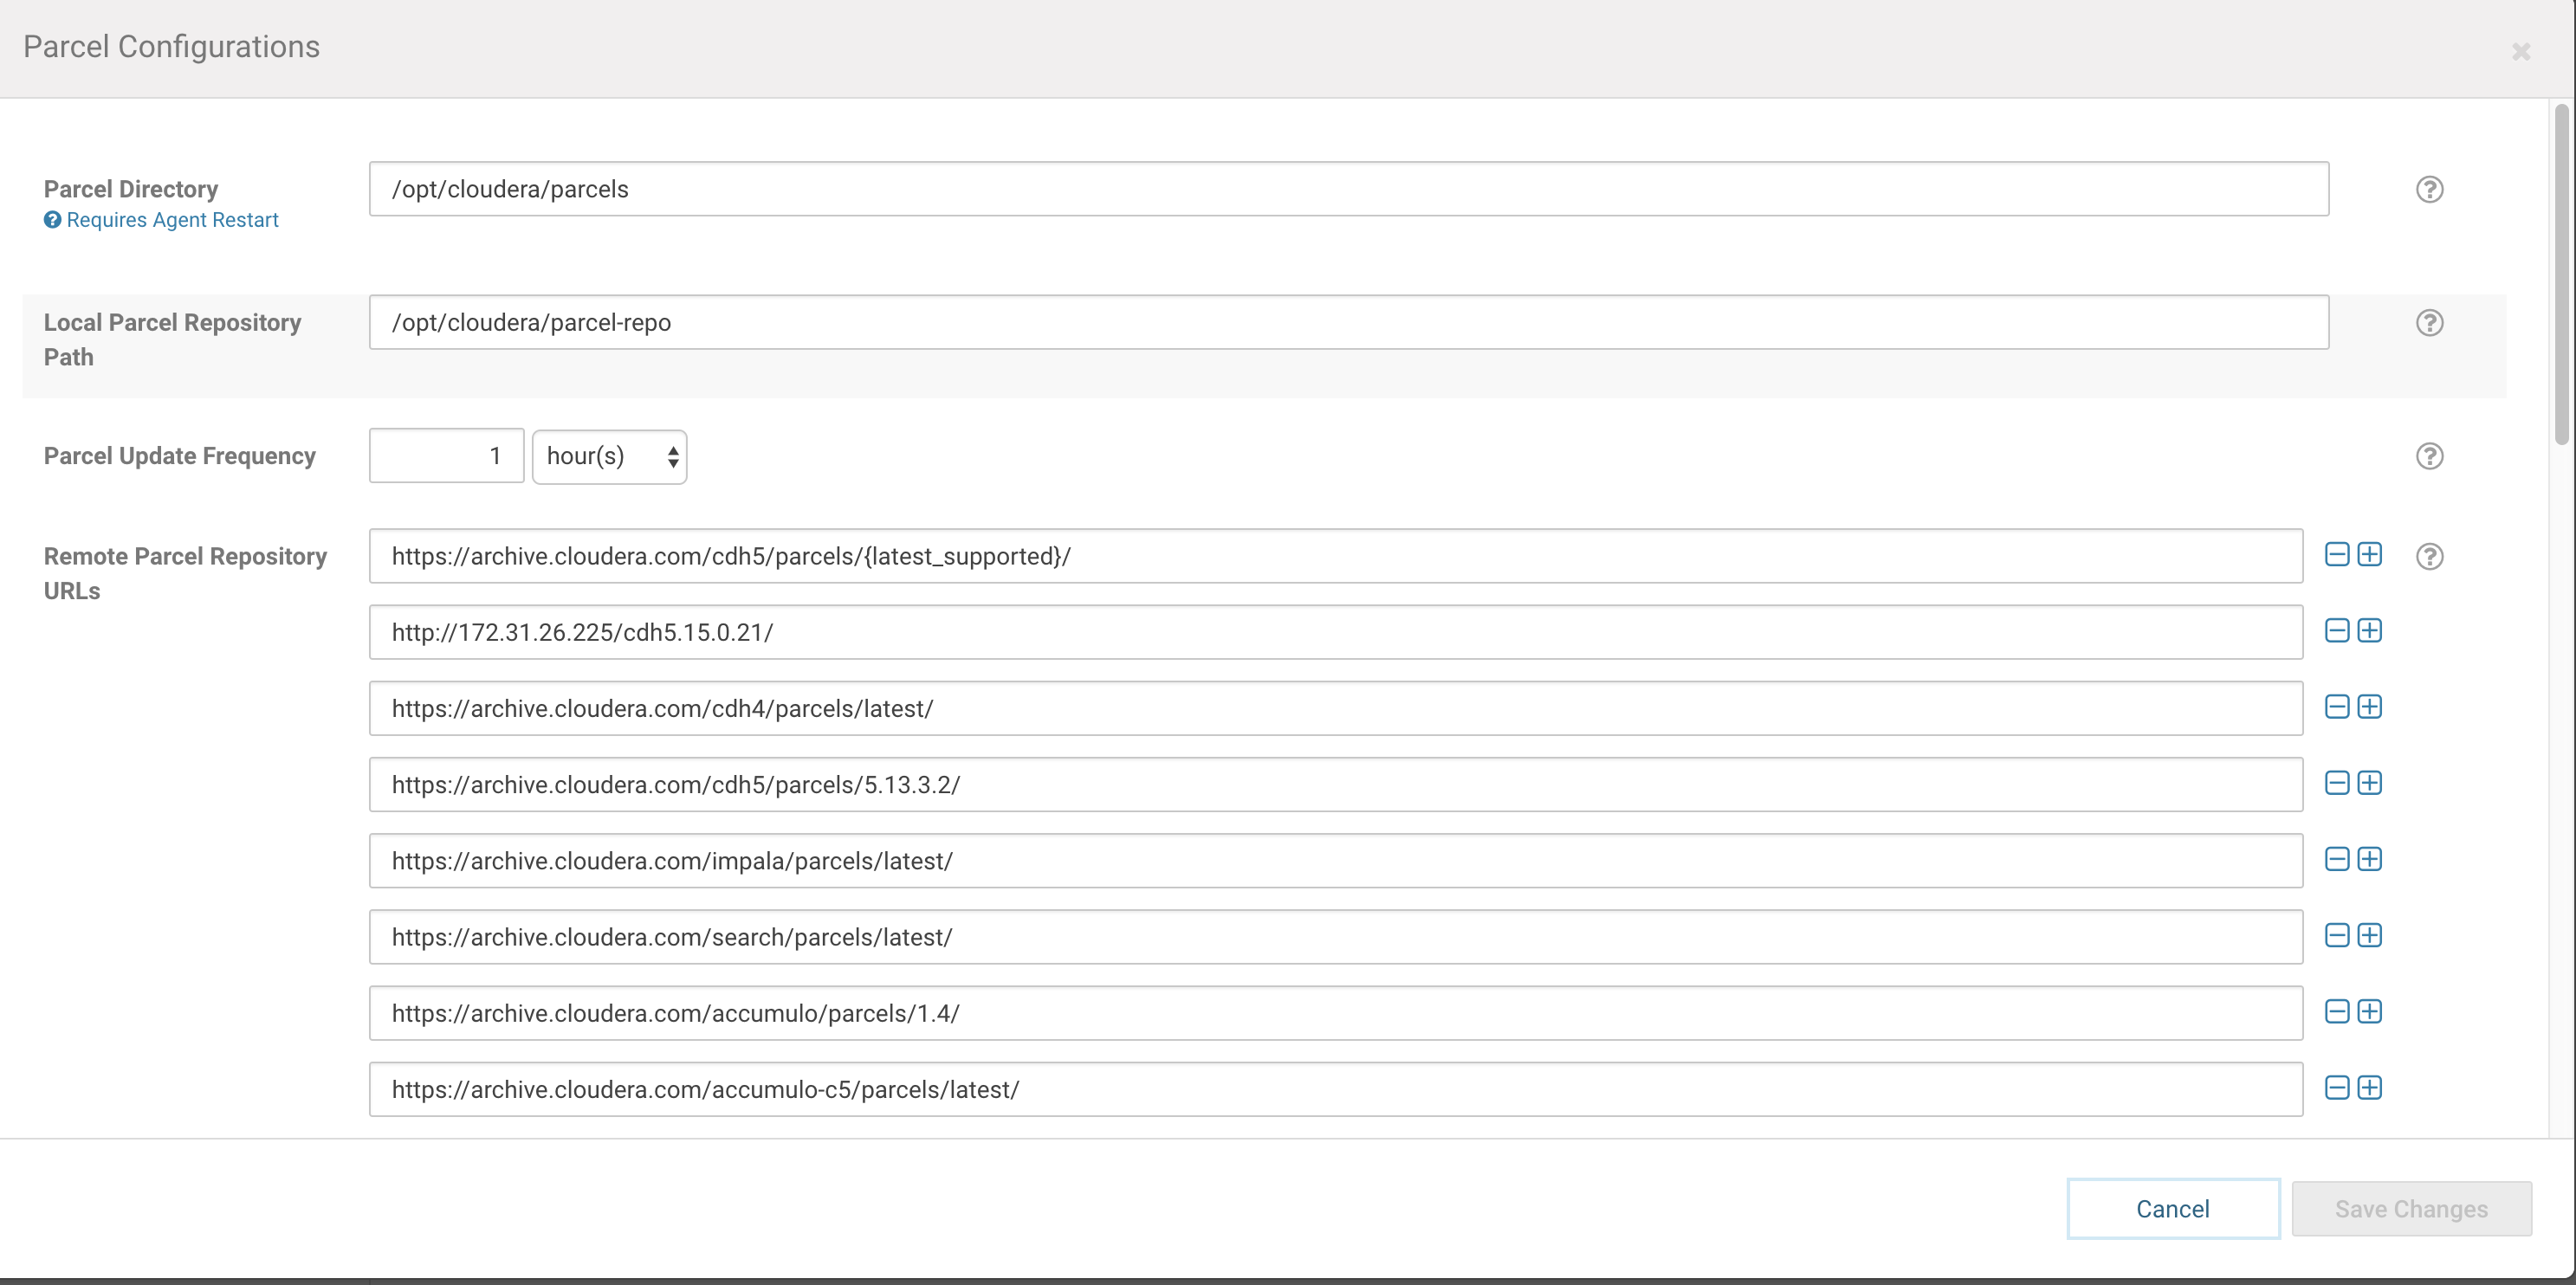 Parcel Configurations
Parcel Directory
/opt/cloudera/parcels
Requires Agent Restart
Local Parcel Repository
Path
/opt/cloudera/parcel-repo
Parcel Update Frequency
1 hour(s)
Remote Parcel Repository
URLs
https://archive.cloudera.com/cdh5/parcels/{latest_supported}/
http://172.31.26.225/cdh5.15.0.21/
https://archive.cloudera.com/cdh4/parcels/latest/
https://archive.cloudera.com/cdh5/parcels/5.13.3.2/
https://archive.cloudera.com/impala/parcels/latest/
https://archive.cloudera.com/search/parcels/latest/
https://archive.cloudera.com/accumulo/parcels/1.4/
https://archive.cloudera.com/accumulo-c5/parcels/latest/
Cancel
Save Changes